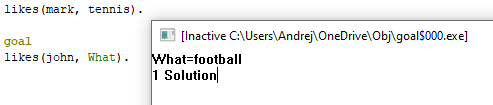 likes(mark, tennis).
goal
likes(john, What).
[Inactive C:\Users\Andrej\OneDrive\Obj\goal$000.exe]
What=football
1 Solution